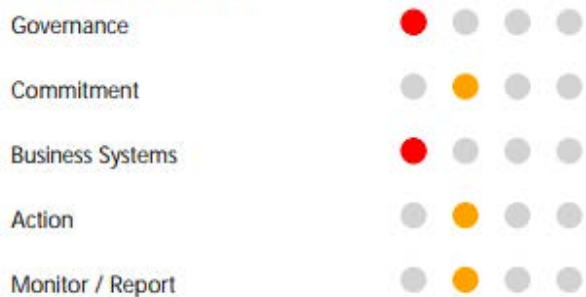 Governance
Commitment
Business Systems
Action
Monitor / Report